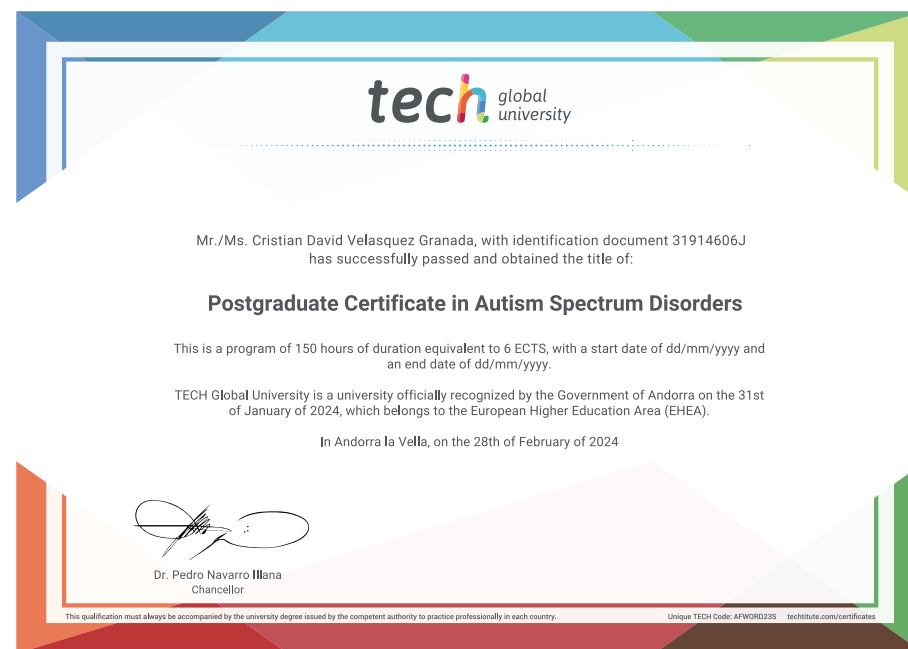 tech global university
Mr./Ms. Cristian David Velasquez Granada, with identification document 31914606J
has successfully passed and obtained the title of:
Postgraduate Certificate in Autism Spectrum Disorders
This is a program of 150 hours of duration equivalent to 6 ECTS, with a start date of dd/mm/yyyy and
an end date of dd/mm/yyyy.
TECH Global University is a university officially recognized by the Government of Andorra on the 31st
of January of 2024, which belongs to the European Higher Education Area (EHEA).
In Andorra la Vella, on the 28th of February of 2024
Dr. Pedro Navarro Illana
Chancellor
This qualification must always be accompanied by the university degree issued by the competent authority to practice professionally in each country.
Unique TECH Code: AFWORD23S techtitute.com/certificates